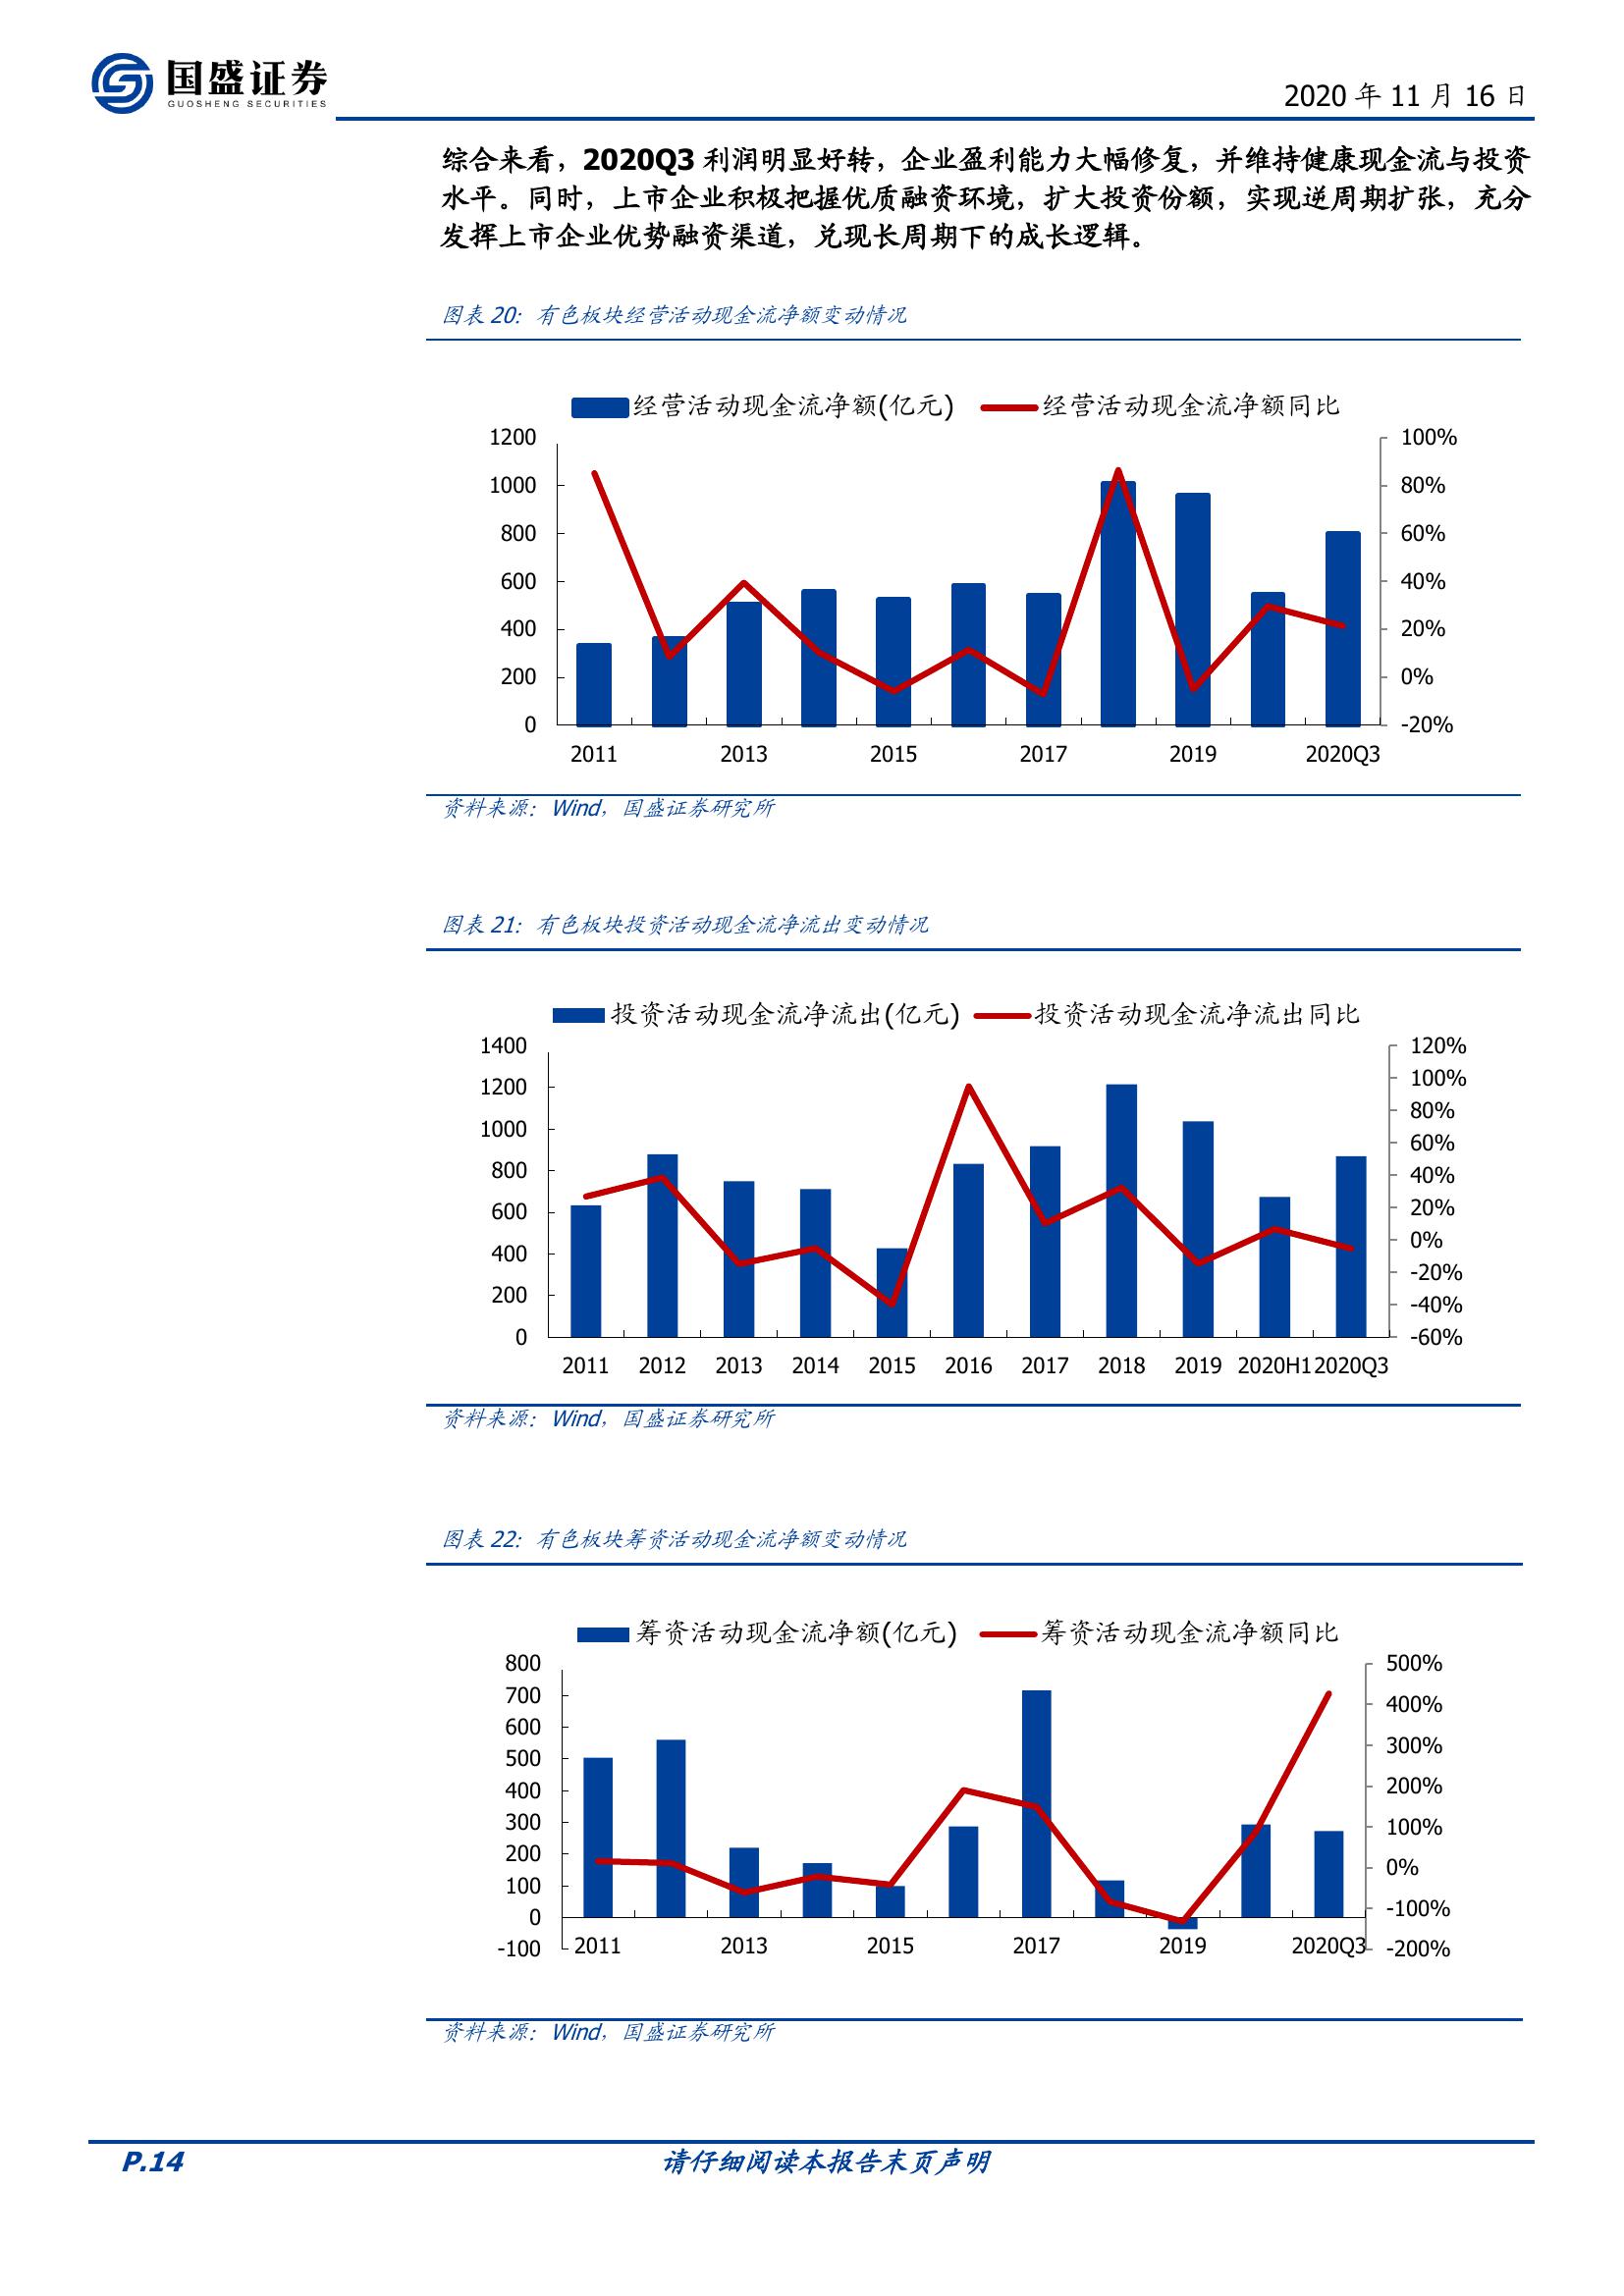 国盛证券
GUOSHENG SECURITIES
2020 年 11 月 16 日
综合来看，2020Q3 利润明显好转，企业盈利能力大幅修复，并维持健康现金流与投资
水平。同时，上市企业积极把握优质融资环境，扩大投资份额，实现逆周期扩张，充分
发挥上市企业优势融资渠道，兑现长周期下的成长逻辑。
图表 20：有色板块经营活动现金流净额变动情况
经营活动现金流净额(亿元) 经营活动现金流净额同比
1200 100%
1000 80%
800 60%
600 40%
400 20%
200 0%
0 -20%
2011 2013 2015 2017 2019 2020Q3
资料来源：Wind，国盛证券研究所
图表 21：有色板块投资活动现金流净流出变动情况
投资活动现金流净流出(亿元) 投资活动现金流净流出同比
1400 120%
1200 100%
80%
1000 60%
800 40%
600 20%
400 0%
-20%
200 -40%
0 -60%
2011 2012 2013 2014 2015 2016 2017 2018 2019 2020H1 2020Q3
资料来源：Wind，国盛证券研究所
图表 22：有色板块筹资活动现金流净额变动情况
筹资活动现金流净额(亿元) 筹资活动现金流净额同比
800 500%
700 400%
600 300%
500 200%
400 100%
300 0%
200 -100%
100 -200%
0
-100
2011 2013 2015 2017 2019 2020Q3
资料来源：Wind，国盛证券研究所
P.14 请仔细阅读本报告末页声明